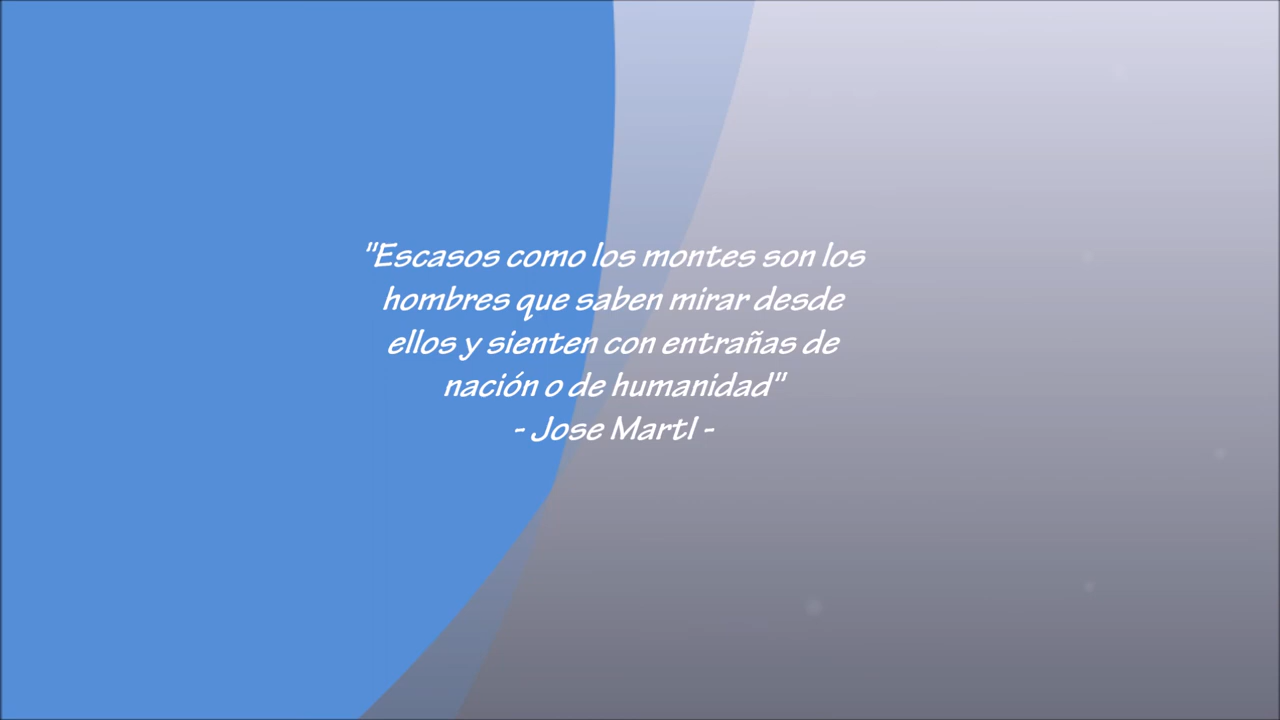 "Escasos como los montes son los
hombres que saben mirar desde
ellos y sienten con entrañas de
nación o de humanidad"
- Jose MartI -